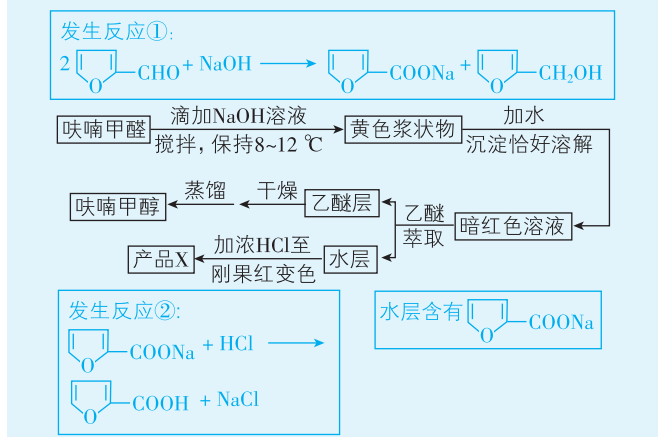 发生反应①:
2 O CHO + NaOH O COONa + O CH₂OH
呋喃甲醛
滴加NaOH溶液
搅拌，保持8~12 ℃
黄色浆状物
加水
沉淀恰好溶解
暗红色溶液
乙醚
萃取
乙醚层
干燥
蒸馏
呋喃甲醇
水层
加浓HCl至
刚果红变色
产品X
发生反应②:
O COONa + HCl
O COOH + NaCl
水层含有 O COONa